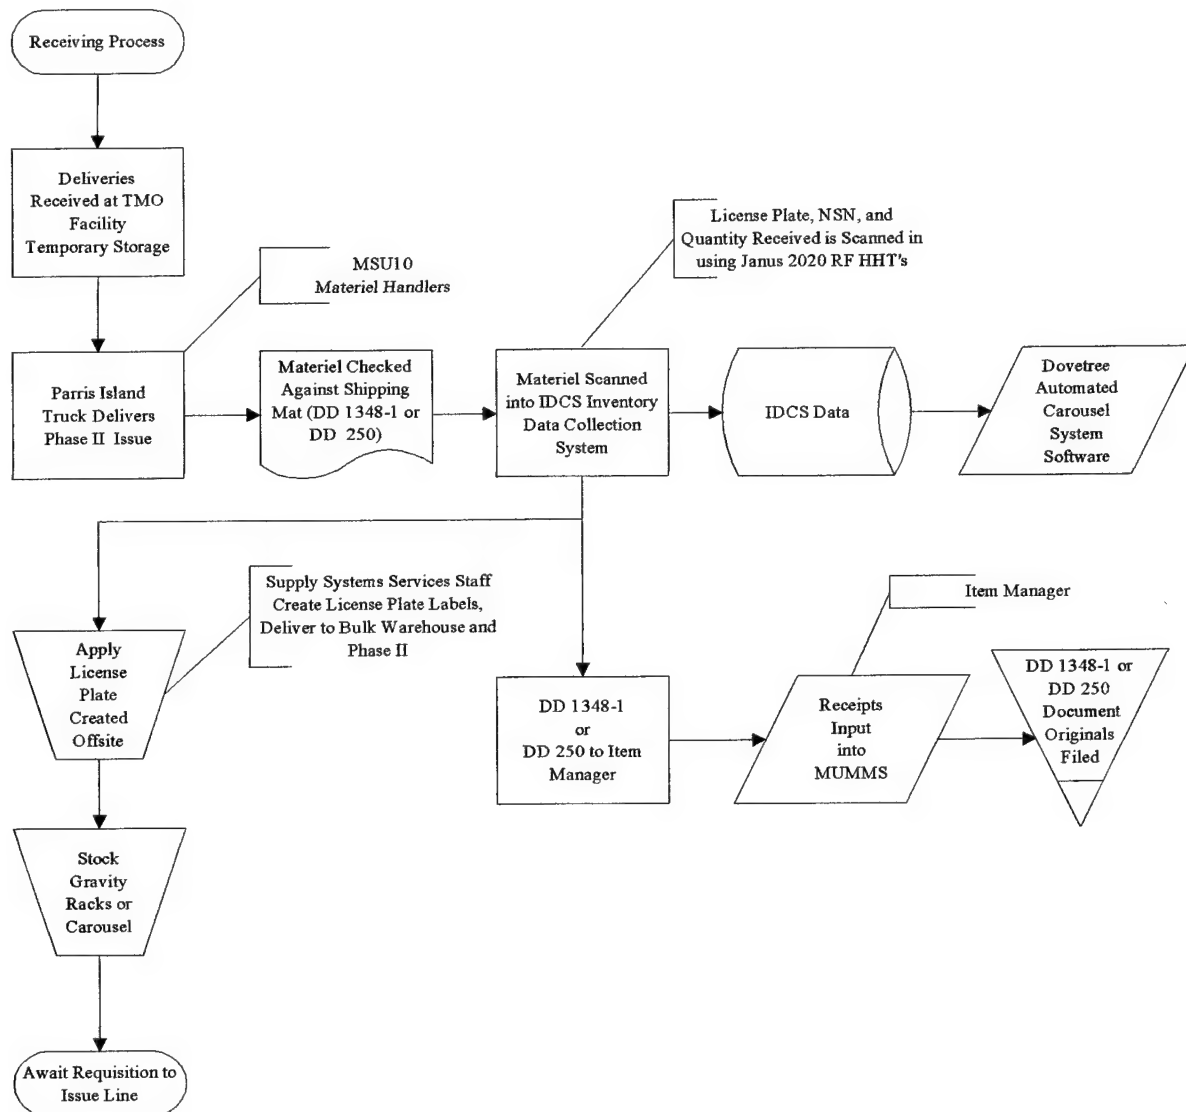 Receiving Process
Deliveries
Received at TMO
Facility
Temporary Storage
MSU10
Materiel Handlers
License Plate, NSN, and
Quantity Received is Scanned in
using Janus 2020 RF HHT's
Parris Island
Truck Delivers
Phase II Issue
Materiel Checked
Against Shipping
Mat (DD 1348-1 or
DD 250)
Materiel Scanned
into IDCS Inventory
Data Collection
System
IDCS Data
Dovetree
Automated
Carousel
System
Software
Supply Systems Services Staff
Create License Plate Labels,
Deliver to Bulk Warehouse and
Phase II
Item Manager
Apply
License
Plate
Created
Offsite
DD 1348-1
or
DD 250 to Item
Manager
Receipts
Input
into
MUMMS
DD 1348-1 or
DD 250
Document
Originals
Filed
Stock
Gravity
Racks or
Carousel
Await Requisition to
Issue Line